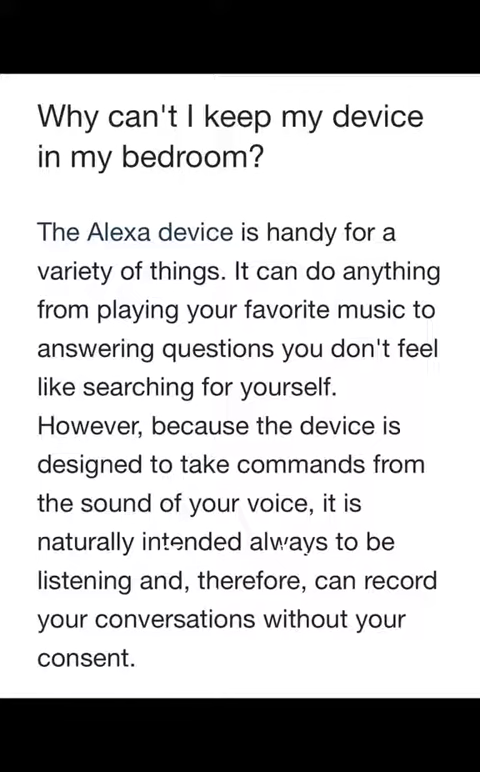 Why can't I keep my device
in my bedroom?
The Alexa device is handy for a
variety of things. It can do anything
from playing your favorite music to
answering questions you don't feel
like searching for yourself.
However, because the device is
designed to take commands from
the sound of your voice, it is
naturally intended always to be
listening and, therefore, can record
your conversations without your
consent.